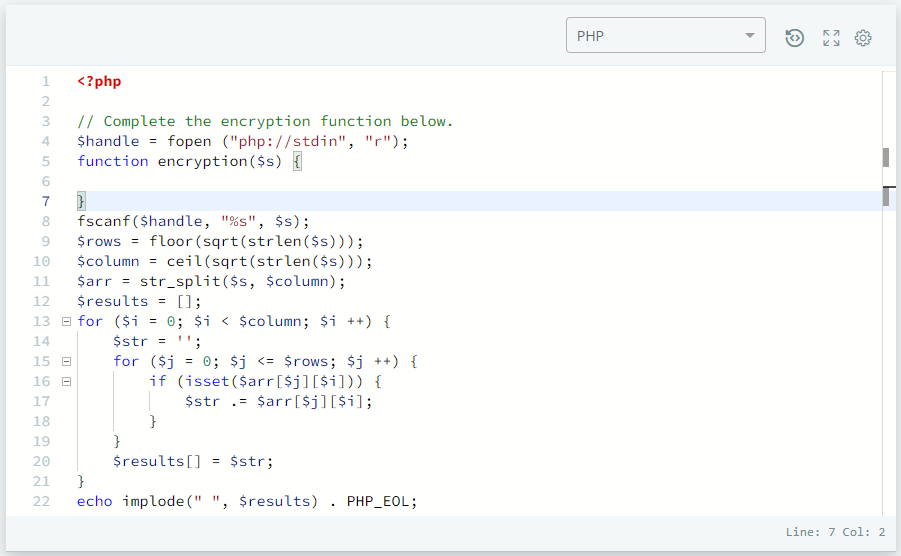 PHP
1 <?php
2
3 // Complete the encryption function below.
4 $handle = fopen ("php://stdin", "r");
5 function encryption($s) {
6
7 }
8 fscanf($handle, "%s", $s);
9 $rows = floor(sqrt(strlen($s)));
10 $column = ceil(sqrt(strlen($s)));
11 $arr = str_split($s, $column);
12 $results = [];
13 for ($i = 0; $i < $column; $i ++) {
14     $str = '';
15     for ($j = 0; $j <= $rows; $j ++) {
16         if (isset($arr[$j][$i])) {
17             $str .= $arr[$j][$i];
18         }
19     }
20     $results[] = $str;
21 }
22 echo implode(" ", $results) . PHP_EOL;
Line: 7 Col: 2